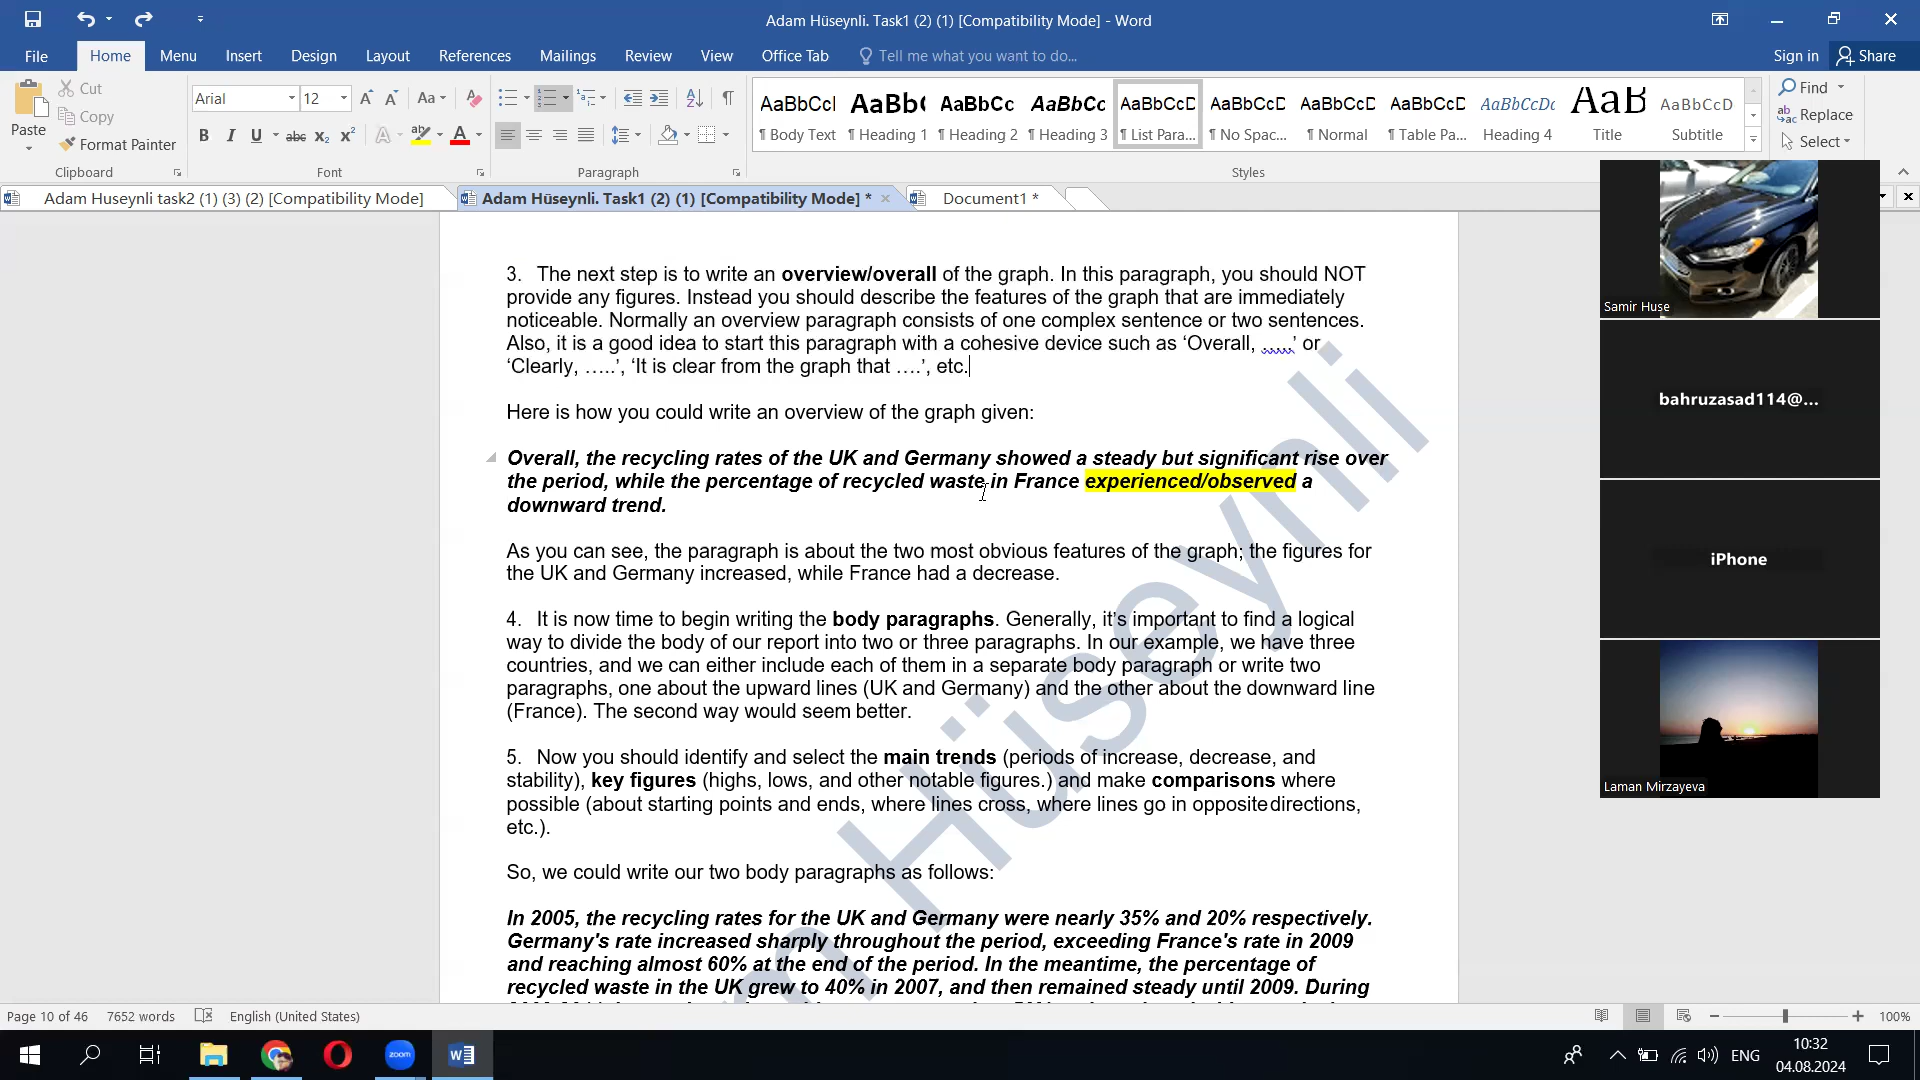 Adam Hüseynli. Task1 (2) (1) [Compatibility Mode] - Word
File Home Menu Insert Design Layout References Mailings Review View Office Tab Tell me what you want to do... Sign in Share
Paste
Cut
Copy
Format Painter
Clipboard
Arial 12
Font
Paragraph
AaBbCcI AaBb( AaBbCc AaBbCc AaBbCcD AaBbCcD AaBbCcD AaBbCcD AaBbCcDc AaB AaBbCcD
¶ Body Text ¶ Heading 1 ¶ Heading 2 ¶ Heading 3 ¶ List Para... ¶ No Spac... ¶ Normal ¶ Table Pa... Heading 4 Title Subtitle
Styles
Find
Replace
Select
Adam Huseynli task2 (1) (3) (2) [Compatibility Mode] Adam Hüseynli. Task1 (2) (1) [Compatibility Mode] * Document1 *
3. The next step is to write an overview/overall of the graph. In this paragraph, you should NOT
provide any figures. Instead you should describe the features of the graph that are immediately
noticeable. Normally an overview paragraph consists of one complex sentence or two sentences.
Also, it is a good idea to start this paragraph with a cohesive device such as ‘Overall, …..’ or
‘Clearly, …..’, ‘It is clear from the graph that ….’, etc.
Here is how you could write an overview of the graph given:
Overall, the recycling rates of the UK and Germany showed a steady but significant rise over
the period, while the percentage of recycled waste in France experienced/observed a
downward trend.
As you can see, the paragraph is about the two most obvious features of the graph; the figures for
the UK and Germany increased, while France had a decrease.
4. It is now time to begin writing the body paragraphs. Generally, it’s important to find a logical
way to divide the body of our report into two or three paragraphs. In our example, we have three
countries, and we can either include each of them in a separate body paragraph or write two
paragraphs, one about the upward lines (UK and Germany) and the other about the downward line
(France). The second way would seem better.
5. Now you should identify and select the main trends (periods of increase, decrease, and
stability), key figures (highs, lows, and other notable figures.) and make comparisons where
possible (about starting points and ends, where lines cross, where lines go in opposite directions,
etc.).
So, we could write our two body paragraphs as follows:
In 2005, the recycling rates for the UK and Germany were nearly 35% and 20% respectively.
Germany's rate increased sharply throughout the period, exceeding France's rate in 2009
and reaching almost 60% at the end of the period. In the meantime, the percentage of
recycled waste in the UK grew to 40% in 2007, and then remained steady until 2009. During
m Hüseynli
Samir Huse
bahruzasad114@...
iPhone
Laman Mirzayeva
Page 10 of 46 7652 words English (United States) 100%
zoom
ENG
10:32
04.08.2024